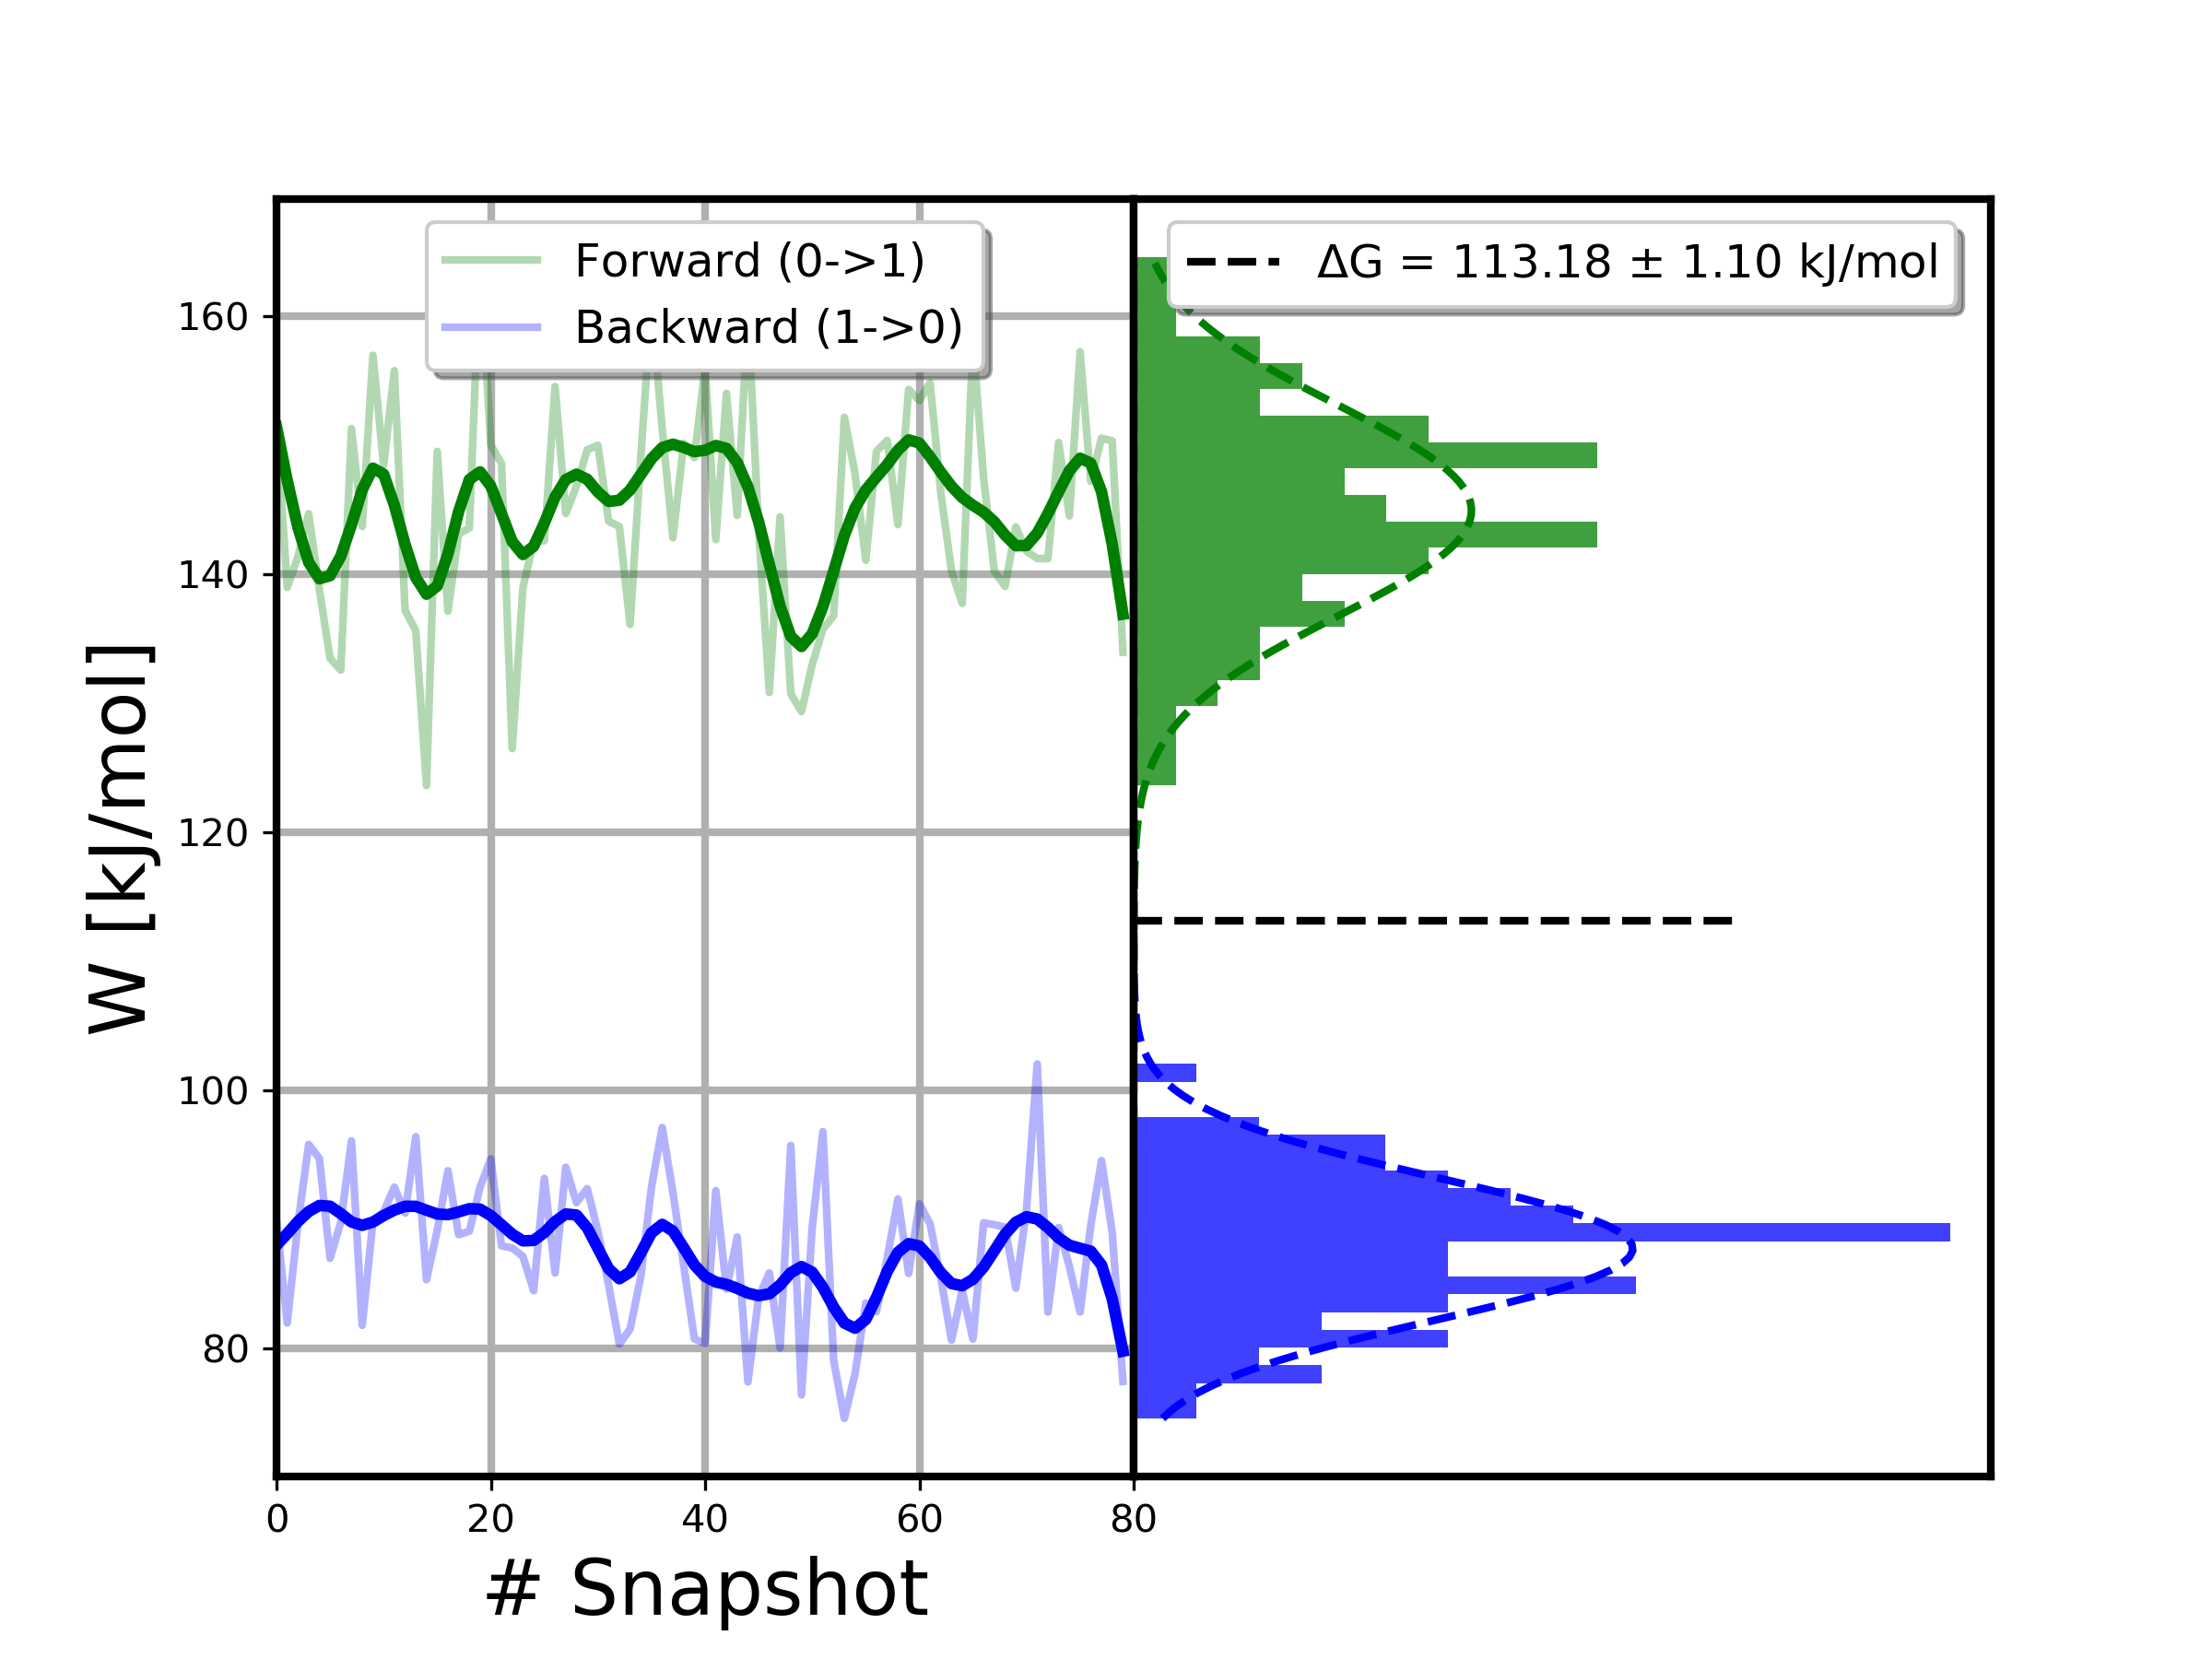 Forward (0->1)
Backward (1->0)
ΔG = 113.18 ± 1.10 kJ/mol
W [kJ/mol]
160
140
120
100
80
0 20 40 60 80
# Snapshot